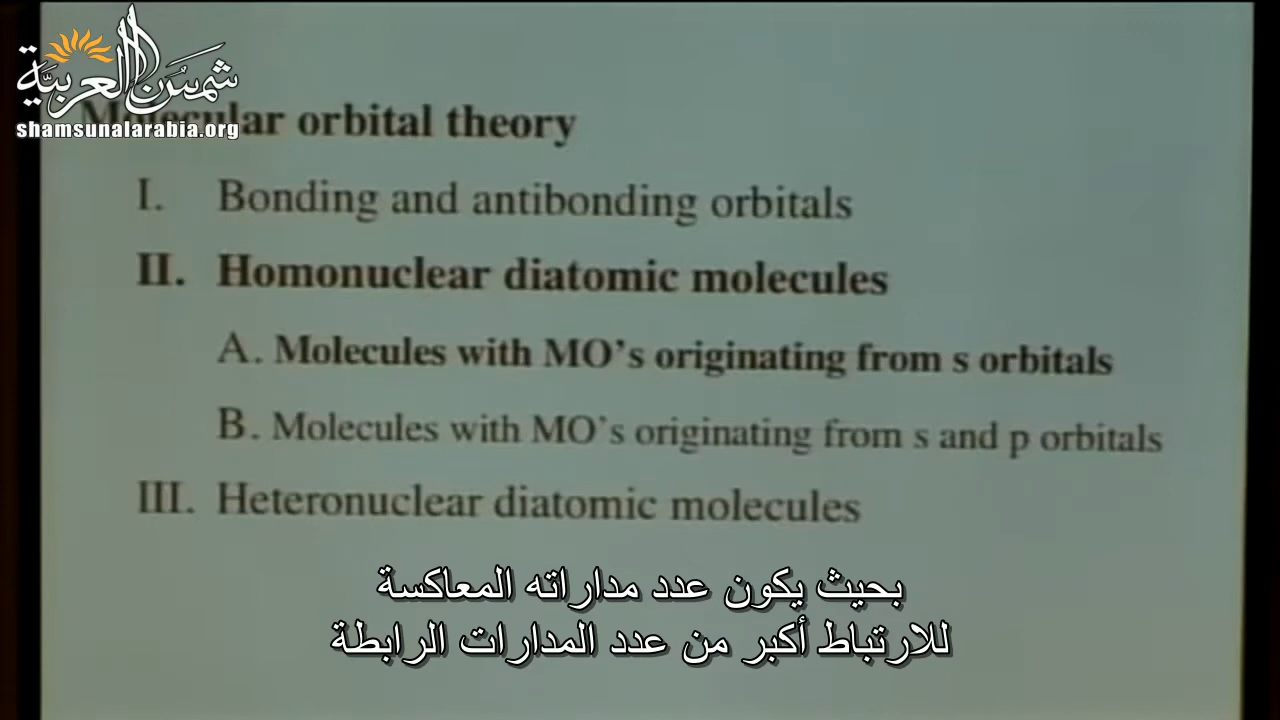 شمس العربية
shamsunalarabia.org
Molecular orbital theory
I. Bonding and antibonding orbitals
II. Homonuclear diatomic molecules
A. Molecules with MO's originating from s orbitals
B. Molecules with MO's originating from s and p orbitals
III. Heteronuclear diatomic molecules
بحيث يكون عدد مداراته المعاكسة
للارتباط أكبر من عدد المدارات الرابطة